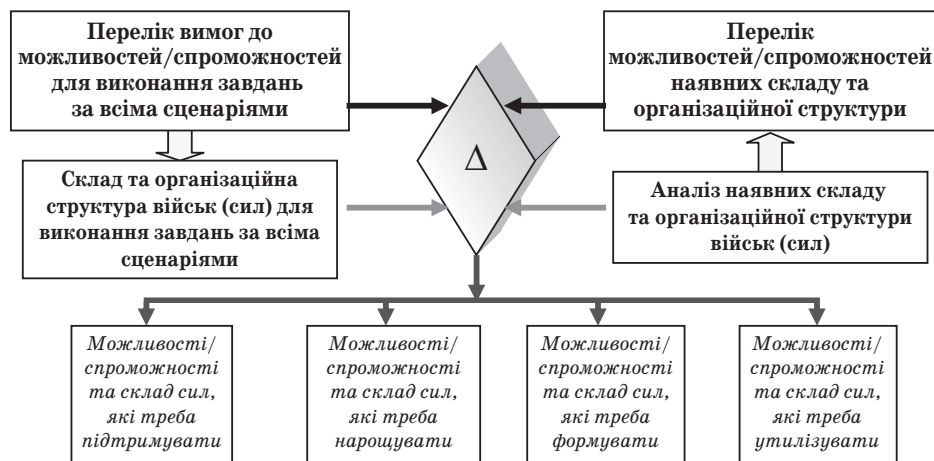 Перелік вимог до
можливостей/спроможностей
для виконання завдань
за всіма сценаріями
Перелік
можливостей/спроможностей
наявних складу та
організаційної структури
Δ
Склад та організаційна
структура військ (сил) для
виконання завдань за всіма
сценаріями
Аналіз наявних складу
та організаційної структури
військ (сил)
Можливості/
спроможності
та склад сил,
які треба
підтримувати
Можливості/
спроможності
та склад сил,
які треба
нарощувати
Можливості/
спроможності
та склад сил,
які треба
формувати
Можливості/
спроможності
та склад сил,
які треба
утилізувати